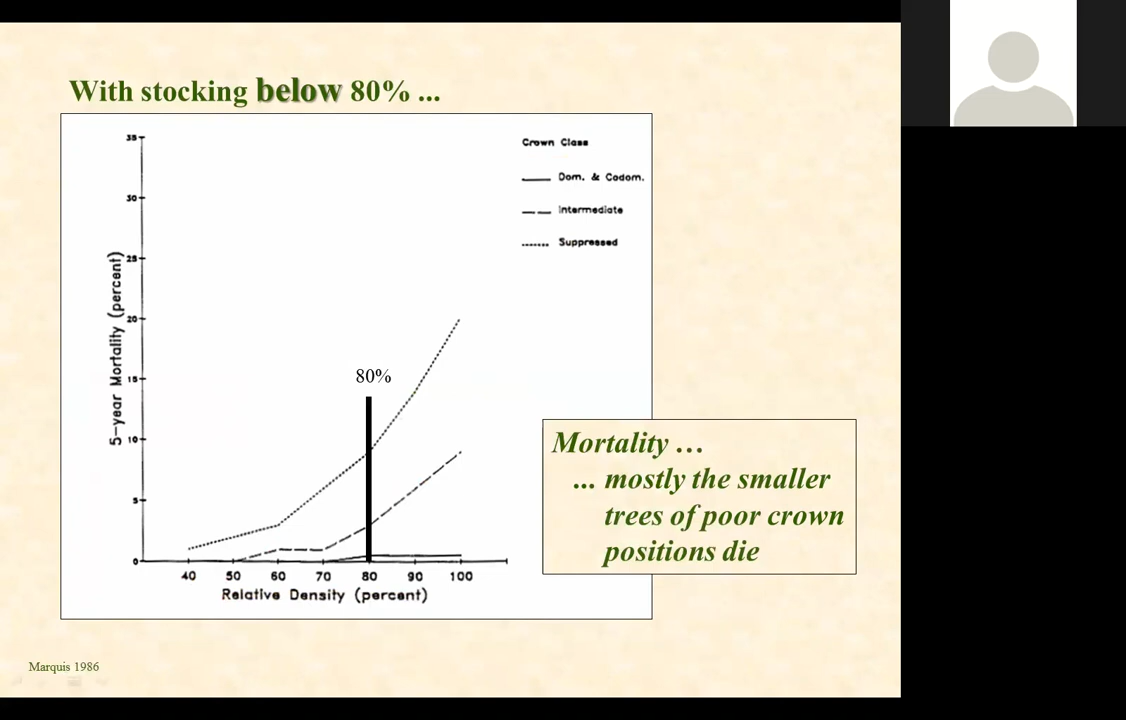 With stocking below 80% ...
Crown Class
Dom. & Codom.
Intermediate
Suppressed
5-year Mortality (percent)
35
30
25
20
15
10
5
0
80%
40 50 60 70 80 90 100
Relative Density (percent)
Mortality …
... mostly the smaller
trees of poor crown
positions die
Marquis 1986